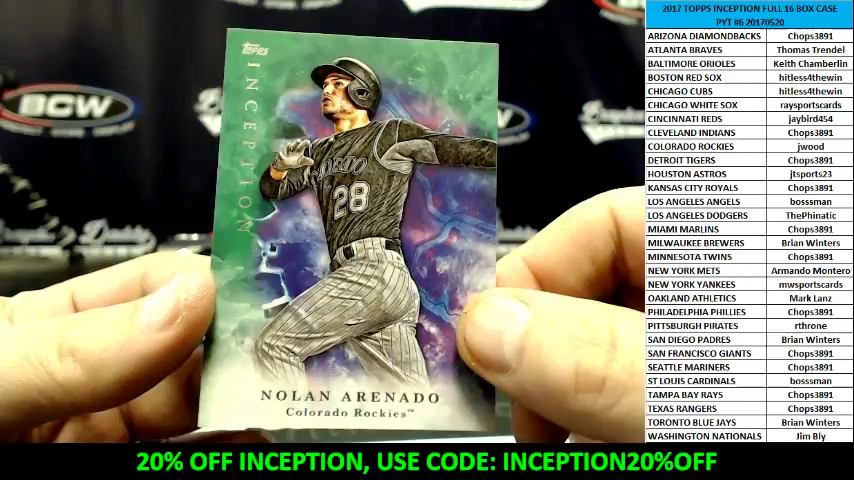 2017 TOPPS INCEPTION FULL 16 BOX CASE
PYT #6 20170520
ARIZONA DIAMONDBACKS Chops3891
ATLANTA BRAVES Thomas Trendel
BALTIMORE ORIOLES Keith Chamberlin
BOSTON RED SOX hitless4thewin
CHICAGO CUBS hitless4thewin
CHICAGO WHITE SOX raysportscards
CINCINNATI REDS jaybird454
CLEVELAND INDIANS Chops3891
COLORADO ROCKIES jwood
DETROIT TIGERS Chops3891
HOUSTON ASTROS jtsports23
KANSAS CITY ROYALS Chops3891
LOS ANGELES ANGELS bosssman
LOS ANGELES DODGERS ThePhinatic
MIAMI MARLINS Chops3891
MILWAUKEE BREWERS Brian Winters
MINNESOTA TWINS Chops3891
NEW YORK METS Armando Montero
NEW YORK YANKEES mwsportscards
OAKLAND ATHLETICS Mark Lanz
PHILADELPHIA PHILLIES Chops3891
PITTSBURGH PIRATES rthrone
SAN DIEGO PADRES Brian Winters
SAN FRANCISCO GIANTS Chops3891
SEATTLE MARINERS Chops3891
ST LOUIS CARDINALS bosssman
TAMPA BAY RAYS Chops3891
TEXAS RANGERS Chops3891
TORONTO BLUE JAYS Brian Winters
WASHINGTON NATIONALS Jim Bly
BCW
Topps
INCEPTION
28
NOLAN ARENADO
Colorado Rockies™
20% OFF INCEPTION, USE CODE: INCEPTION20%OFF